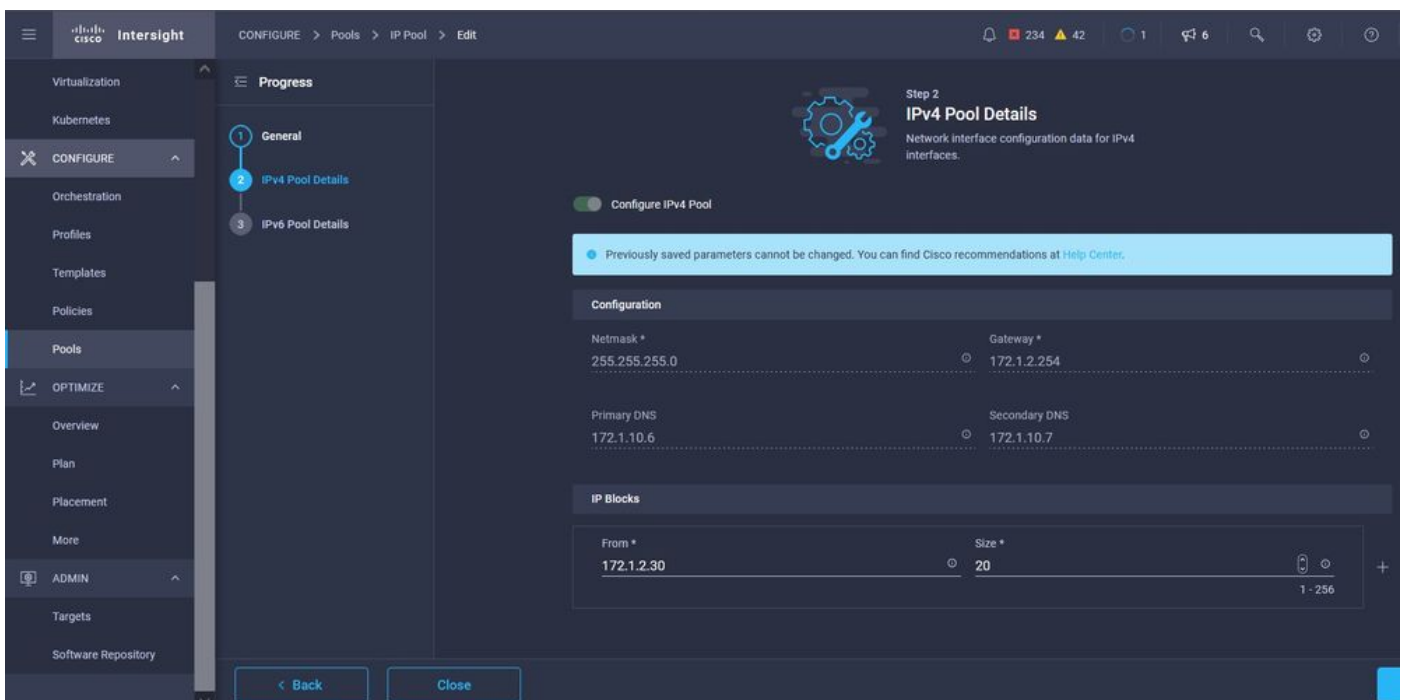 cisco Intersight
CONFIGURE > Pools > IP Pool > Edit
234 42 1 6
Virtualization
Kubernetes
CONFIGURE
Orchestration
Profiles
Templates
Policies
Pools
OPTIMIZE
Overview
Plan
Placement
More
ADMIN
Targets
Software Repository
Progress
1 General
2 IPv4 Pool Details
3 IPv6 Pool Details
Step 2
IPv4 Pool Details
Network interface configuration data for IPv4
interfaces.
Configure IPv4 Pool
Previously saved parameters cannot be changed. You can find Cisco recommendations at Help Center.
Configuration
Netmask * Gateway *
255.255.255.0 172.1.2.254
Primary DNS Secondary DNS
172.1.10.6 172.1.10.7
IP Blocks
From * Size *
172.1.2.30 20
1 - 256
< Back Close